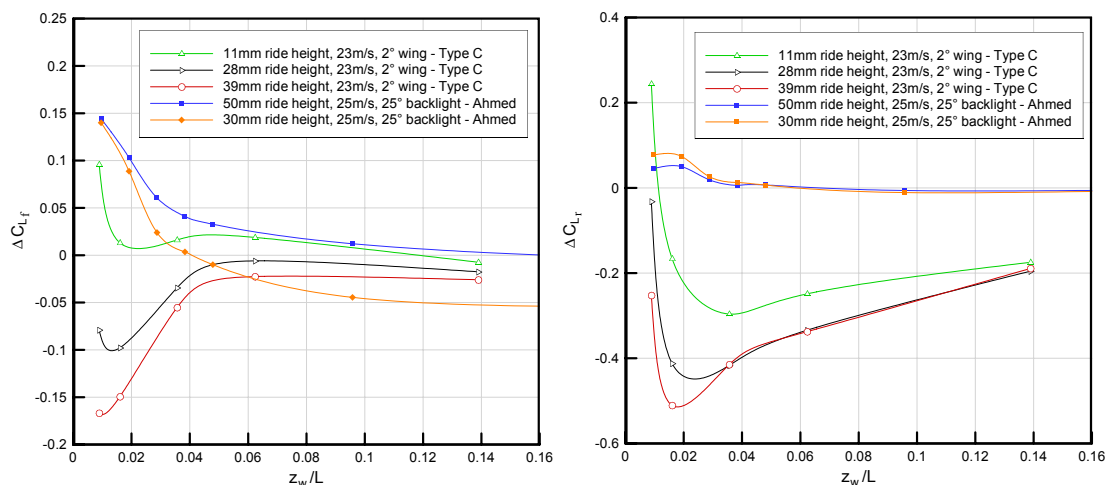 0.25
0.2
0.15
0.1
0.05
0
-0.05
-0.1
-0.15
-0.2
Δ C_Lf
11mm ride height, 23m/s, 2° wing - Type C
28mm ride height, 23m/s, 2° wing - Type C
39mm ride height, 23m/s, 2° wing - Type C
50mm ride height, 25m/s, 25° backlight - Ahmed
30mm ride height, 25m/s, 25° backlight - Ahmed
0 0.02 0.04 0.06 0.08 0.1 0.12 0.14 0.16
z_w/L
0.4
0.2
0
-0.2
-0.4
-0.6
Δ C_Lr
11mm ride height, 23m/s, 2° wing - Type C
28mm ride height, 23m/s, 2° wing - Type C
39mm ride height, 23m/s, 2° wing - Type C
50mm ride height, 25m/s, 25° backlight - Ahmed
30mm ride height, 25m/s, 25° backlight - Ahmed
0 0.02 0.04 0.06 0.08 0.1 0.12 0.14 0.16
z_w/L